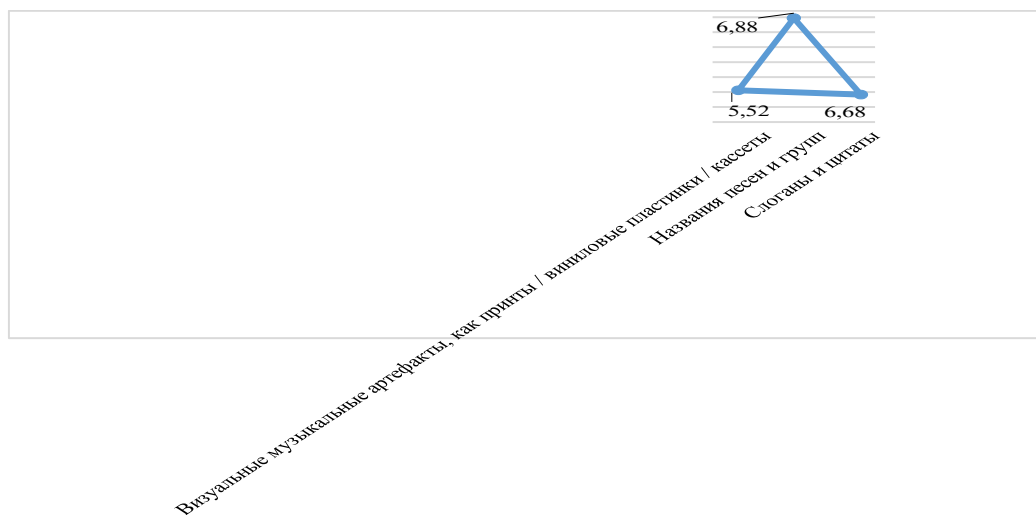 6,88
5,52
6,68
Визуальные музыкальные артефакты, как принты / виниловые пластинки / кассеты
Названия песен и групп
Слоганы и цитаты